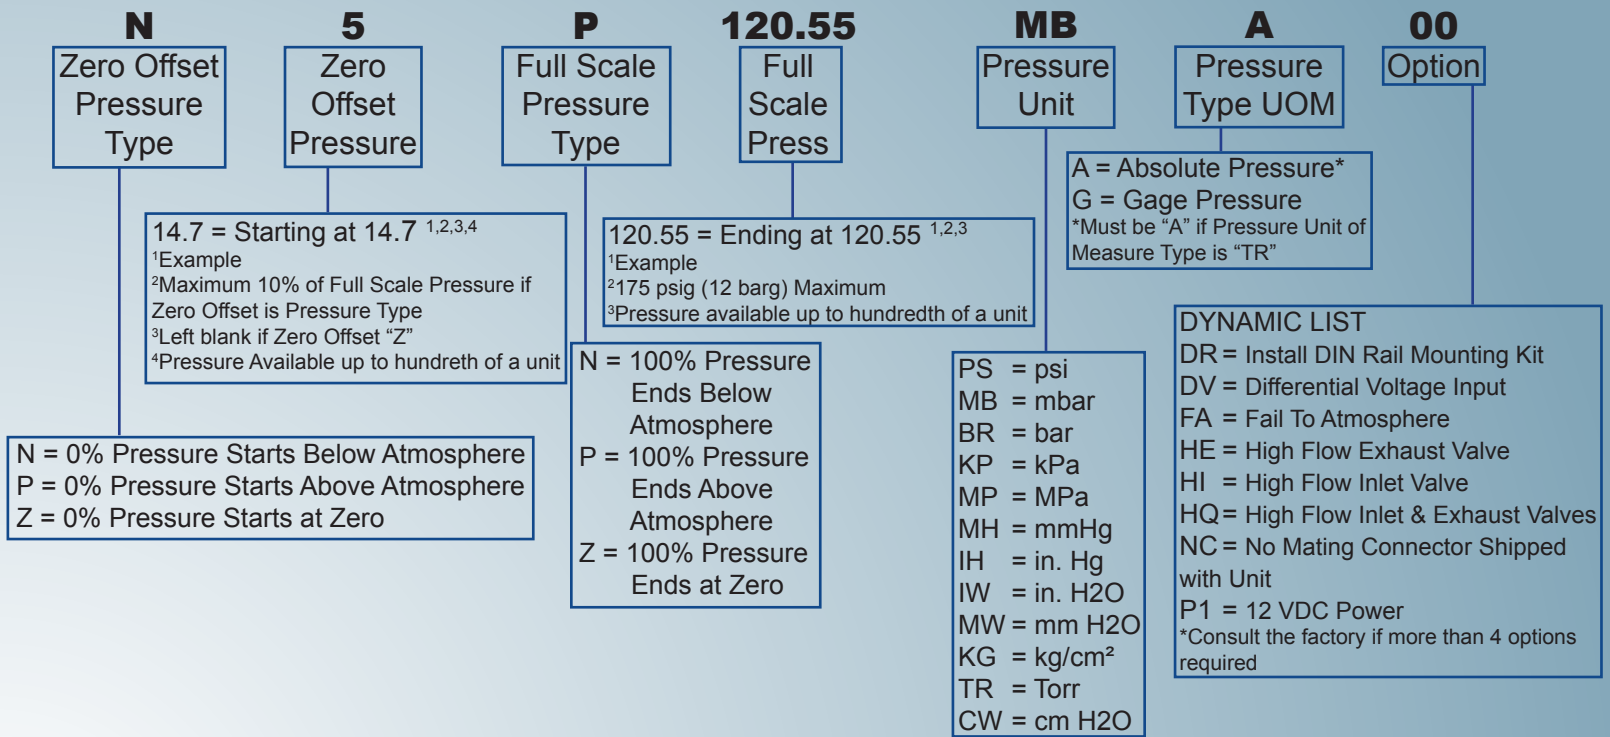 N 5 P 120.55 MB A 00
Zero Offset
Pressure
Type
Zero
Offset
Pressure
Full Scale
Pressure
Type
Full
Scale
Press
Pressure
Unit
Pressure
Type UOM
Option
A = Absolute Pressure*
G = Gage Pressure
*Must be “A” if Pressure Unit of
Measure Type is “TR”
14.7 = Starting at 14.7 1,2,3,4
1Example
2Maximum 10% of Full Scale Pressure if
Zero Offset is Pressure Type
3Left blank if Zero Offset “Z”
4Pressure Available up to hundreth of a unit
120.55 = Ending at 120.55 1,2,3
1Example
2175 psig (12 barg) Maximum
3Pressure available up to hundredth of a unit
N = 0% Pressure Starts Below Atmosphere
P = 0% Pressure Starts Above Atmosphere
Z = 0% Pressure Starts at Zero
N = 100% Pressure
Ends Below
Atmosphere
P = 100% Pressure
Ends Above
Atmosphere
Z = 100% Pressure
Ends at Zero
PS = psi
MB = mbar
BR = bar
KP = kPa
MP = MPa
MH = mmHg
IH = in. Hg
IW = in. H2O
MW = mm H2O
KG = kg/cm²
TR = Torr
CW = cm H2O
DYNAMIC LIST
DR = Install DIN Rail Mounting Kit
DV = Differential Voltage Input
FA = Fail To Atmosphere
HE = High Flow Exhaust Valve
HI = High Flow Inlet Valve
HQ = High Flow Inlet & Exhaust Valves
NC = No Mating Connector Shipped
with Unit
P1 = 12 VDC Power
*Consult the factory if more than 4 options
required